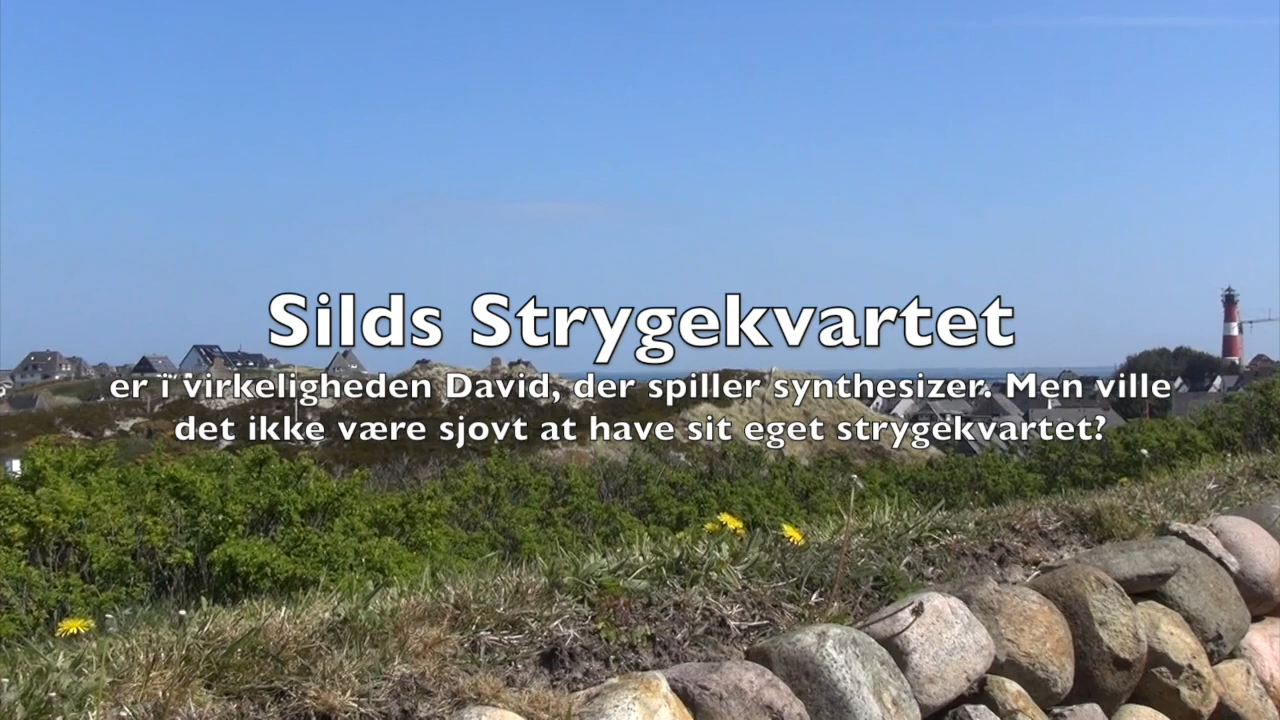 Silds Strygekvartet
er i virkeligheden David, der spiller synthesizer. Men ville
det ikke være sjovt at have sit eget strygekvartet?